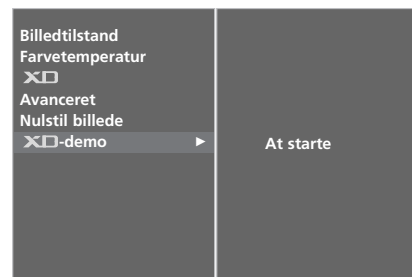 Billedtilstand
Farvetemperatur
XD
Avanceret
Nulstil billede
XD-demo ►
At starte